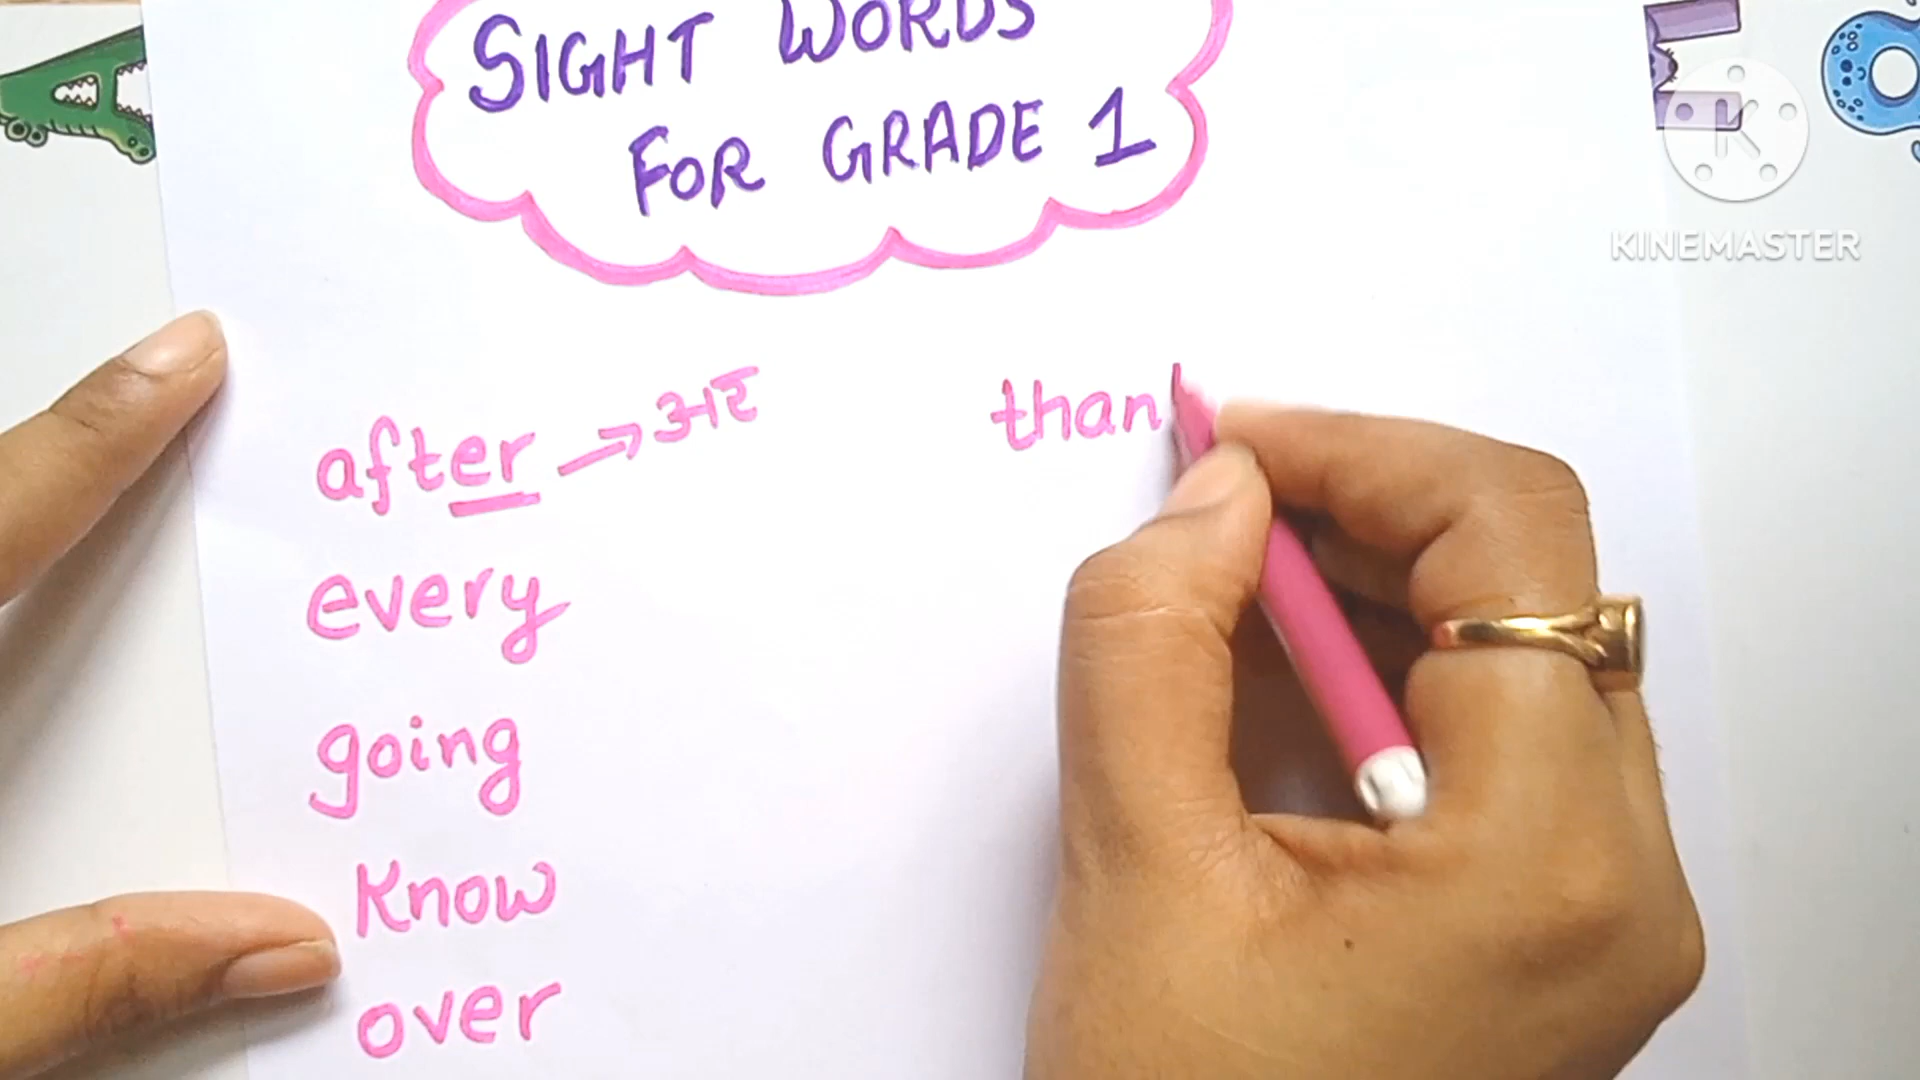 SIGHT WORDS
FOR GRADE 1
KINEMASTER
after → अर
every
going
know
over
than